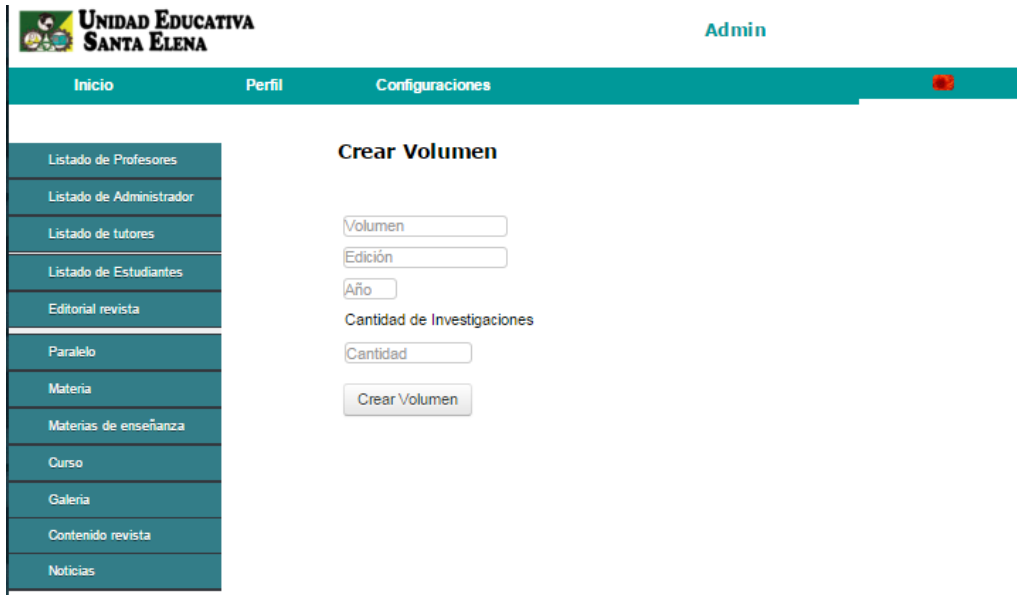 UNIDAD EDUCATIVA
SANTA ELENA
Admin
Inicio Perfil Configuraciones
Listado de Profesores
Listado de Administrador
Listado de tutores
Listado de Estudiantes
Editorial revista
Paralelo
Materia
Materias de enseñanza
Curso
Galeria
Contenido revista
Noticias
Crear Volumen
Volumen
Edición
Año
Cantidad de Investigaciones
Cantidad
Crear Volumen